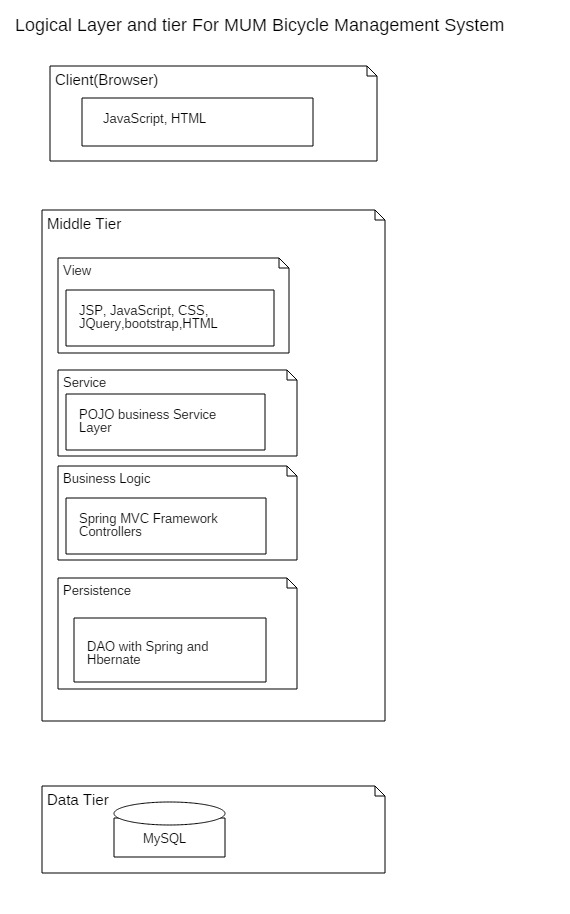 Logical Layer and tier For MUM Bicycle Management System
Client(Browser)
JavaScript, HTML
Middle Tier
View
JSP, JavaScript, CSS,
JQuery,bootstrap,HTML
Service
POJO business Service
Layer
Business Logic
Spring MVC Framework
Controllers
Persistence
DAO with Spring and
Hbernate
Data Tier
MySQL